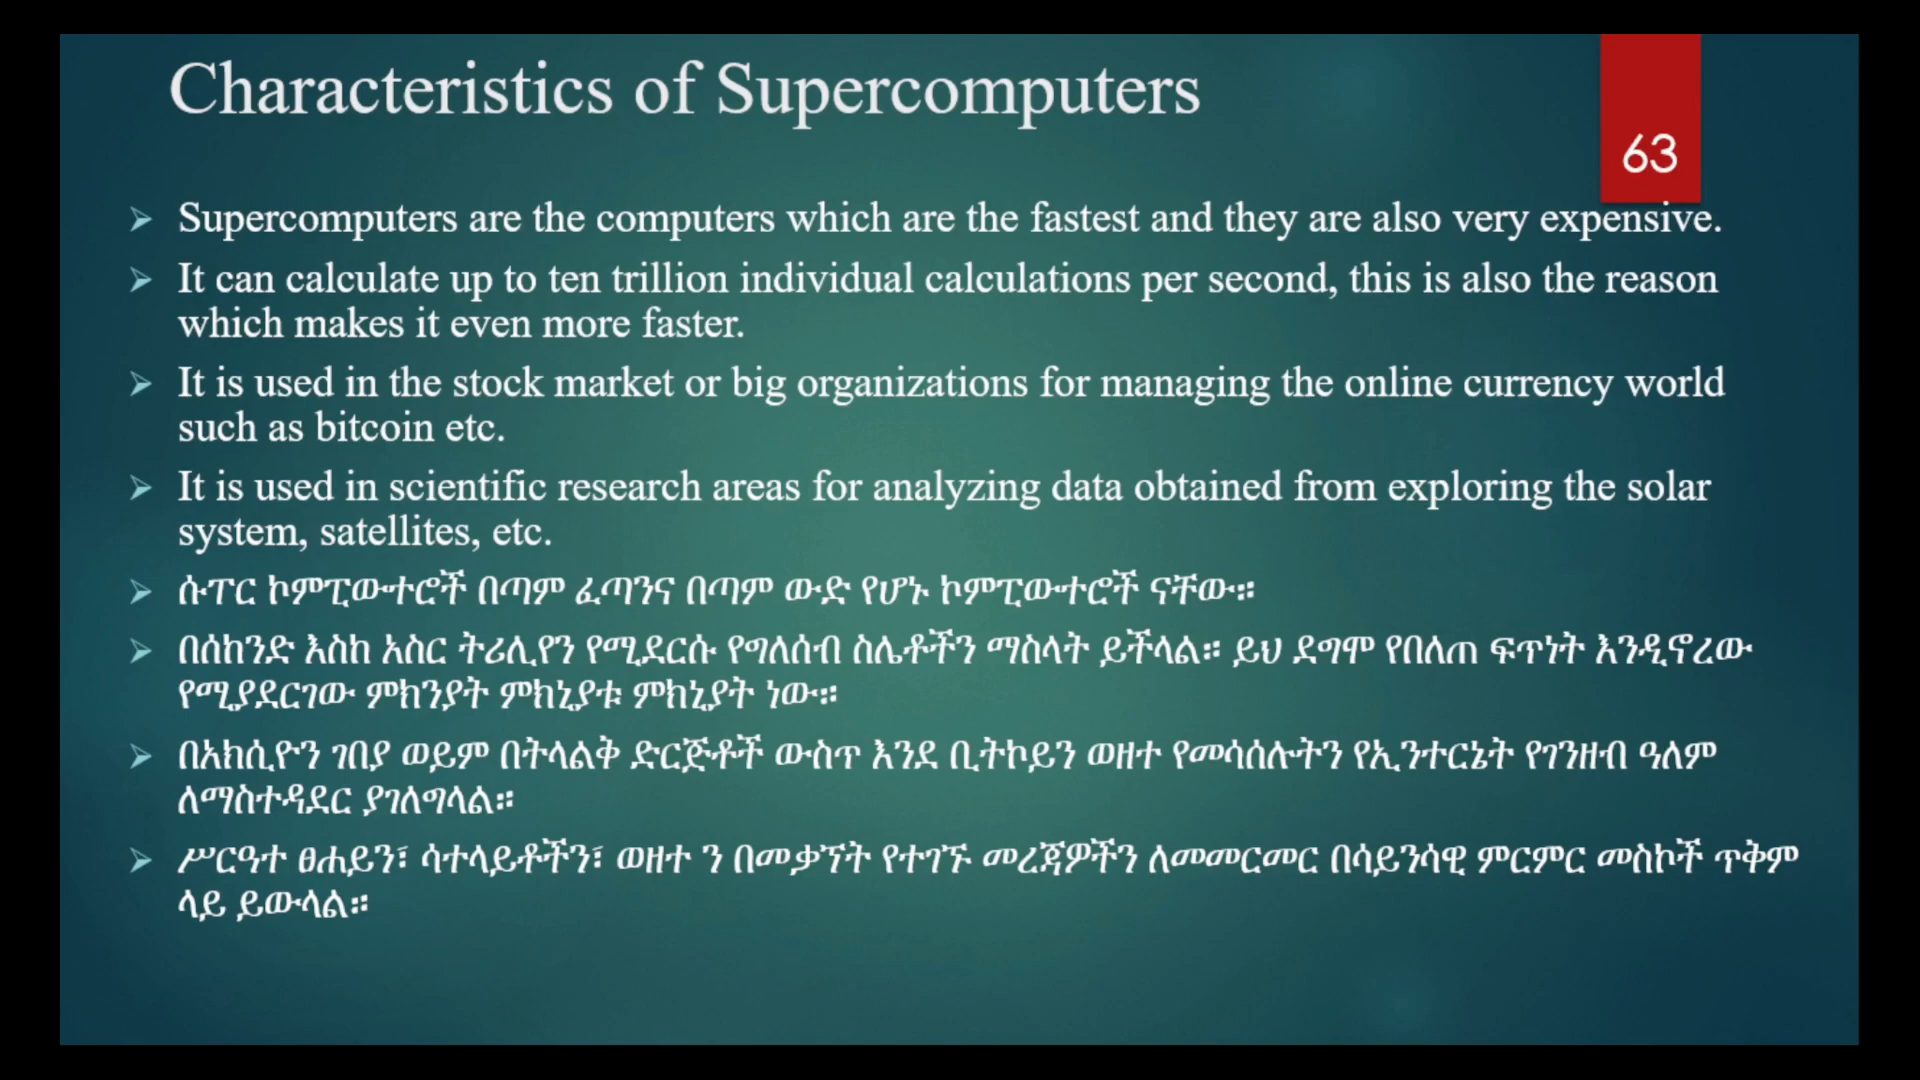 Characteristics of Supercomputers
63
Supercomputers are the computers which are the fastest and they are also very expensive.
It can calculate up to ten trillion individual calculations per second, this is also the reason
which makes it even more faster.
It is used in the stock market or big organizations for managing the online currency world
such as bitcoin etc.
It is used in scientific research areas for analyzing data obtained from exploring the solar
system, satellites, etc.
ሱፐር ኮምፒውተሮች በጣም ፈጣንና በጣም ውድ የሆኑ ኮምፒውተሮች ናቸው።
በሰከንድ እስከ አስር ትሪሊየን የሚደርሱ የግለሰብ ስሌቶችን ማስላት ይችላል። ይህ ደግሞ የበለጠ ፍጥነት እንዲኖረው
የሚያደርገው ምክንያት ምክኒያቱ ምክኒያት ነው።
በአክሲዮን ገበያ ወይም በትላልቅ ድርጅቶች ውስጥ እንደ ቢትኮይን ወዘተ የመሳሰሉትን የኢንተርኔት የገንዘብ ዓለም
ለማስተዳደር ያገለግላል።
ሥርዓተ ፀሐይን፣ ሳተላይቶችን፣ ወዘተ ን በመቃኘት የተገኙ መረጃዎችን ለመመርመር በሳይንሳዊ ምርምር መስኮች ጥቅም
ላይ ይውላል።